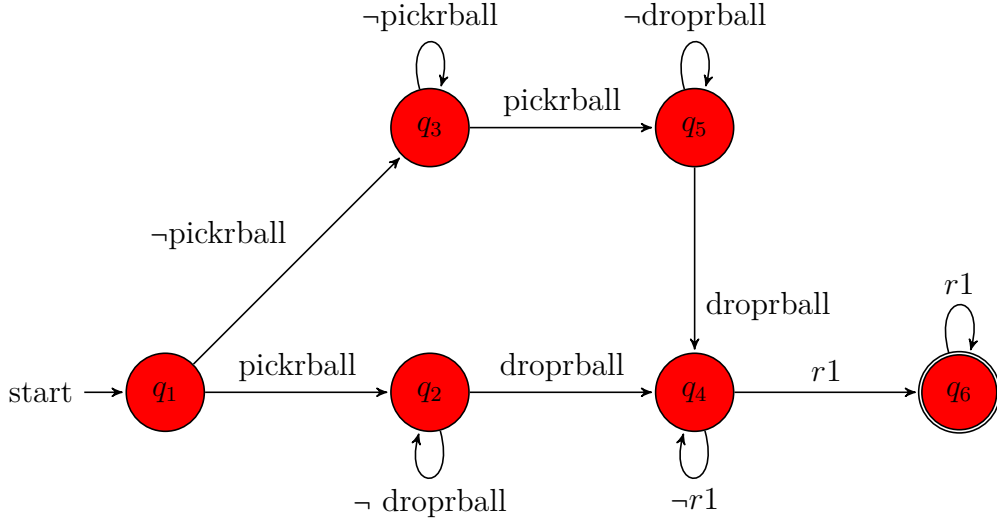 ¬pickrball
¬droprball
q₃
pickrball
q₅
¬pickrball
droprball
r1
start
q₁
pickrball
q₂
droprball
q₄
r1
q₆
¬ droprball
¬r1